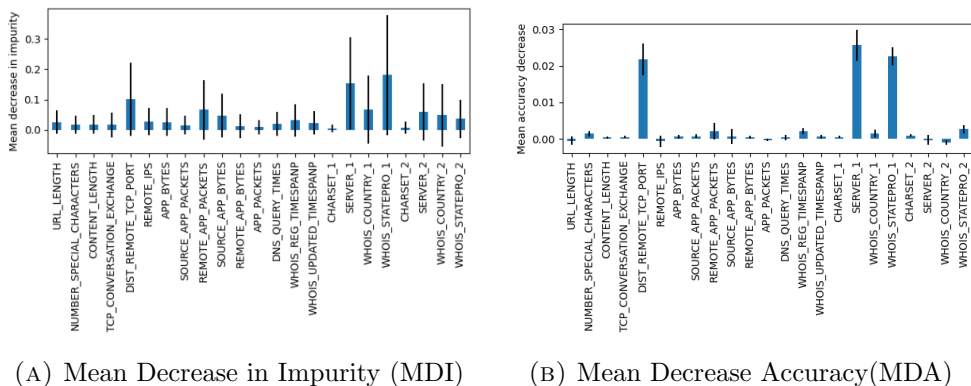 Mean decrease in impurity
0.3
0.2
0.1
0.0
URL_LENGTH
NUMBER_SPECIAL_CHARACTERS
CONTENT_LENGTH
TCP_CONVERSATION_EXCHANGE
DIST_REMOTE_TCP_PORT
REMOTE_IPS
APP_BYTES
SOURCE_APP_PACKETS
REMOTE_APP_PACKETS
SOURCE_APP_BYTES
REMOTE_APP_BYTES
APP_PACKETS
DNS_QUERY_TIMES
WHOIS_REG_TIMESPANP
WHOIS_UPDATED_TIMESPANP
CHARSET_1
SERVER_1
WHOIS_COUNTRY_1
WHOIS_STATEPRO_1
CHARSET_2
SERVER_2
WHOIS_COUNTRY_2
WHOIS_STATEPRO_2
(A) Mean Decrease in Impurity (MDI)
Mean accuracy decrease
0.03
0.02
0.01
0.000
URL_LENGTH
NUMBER_SPECIAL_CHARACTERS
CONTENT_LENGTH
TCP_CONVERSATION_EXCHANGE
DIST_REMOTE_TCP_PORT
REMOTE_IPS
APP_BYTES
SOURCE_APP_PACKETS
REMOTE_APP_PACKETS
SOURCE_APP_BYTES
REMOTE_APP_BYTES
APP_PACKETS
DNS_QUERY_TIMES
WHOIS_REG_TIMESPANP
WHOIS_UPDATED_TIMESPANP
CHARSET_1
SERVER_1
WHOIS_COUNTRY_1
WHOIS_STATEPRO_1
CHARSET_2
SERVER_2
WHOIS_COUNTRY_2
WHOIS_STATEPRO_2
(B) Mean Decrease Accuracy(MDA)